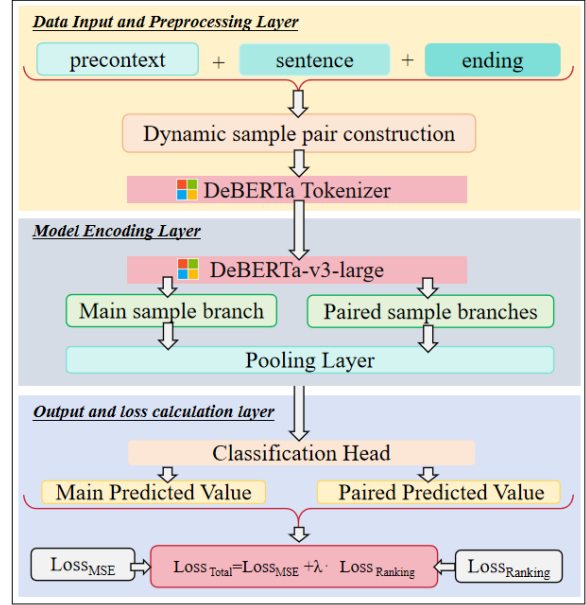 Data Input and Preprocessing Layer
precontext + sentence + ending
Dynamic sample pair construction
DeBERTa Tokenizer
Model Encoding Layer
DeBERTa-v3-large
Main sample branch Paired sample branches
Pooling Layer
Output and loss calculation layer
Classification Head
Main Predicted Value Paired Predicted Value
LossMSE LossTotal=LossMSE+λ· LossRanking LossRanking